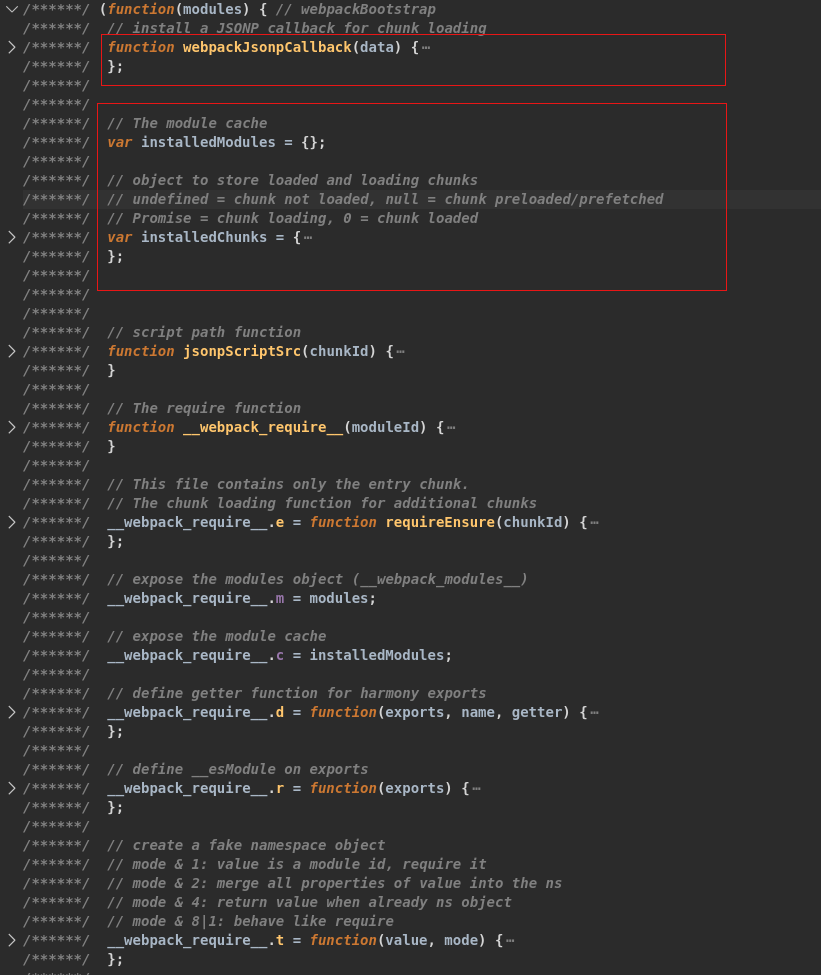 /******/ (function(modules) { // webpackBootstrap
/******/ // install a JSONP callback for chunk loading
/******/ function webpackJsonpCallback(data) {⋯
/******/ };
/******/
/******/
/******/ // The module cache
/******/ var installedModules = {};
/******/
/******/ // object to store loaded and loading chunks
/******/ // undefined = chunk not loaded, null = chunk preloaded/prefetched
/******/ // Promise = chunk loading, 0 = chunk loaded
/******/ var installedChunks = {⋯
/******/ };
/******/
/******/
/******/
/******/ // script path function
/******/ function jsonpScriptSrc(chunkId) {⋯
/******/ }
/******/
/******/ // The require function
/******/ function __webpack_require__(moduleId) {⋯
/******/ }
/******/
/******/ // This file contains only the entry chunk.
/******/ // The chunk loading function for additional chunks
/******/ __webpack_require__.e = function requireEnsure(chunkId) {⋯
/******/ };
/******/
/******/ // expose the modules object (__webpack_modules__)
/******/ __webpack_require__.m = modules;
/******/
/******/ // expose the module cache
/******/ __webpack_require__.c = installedModules;
/******/
/******/ // define getter function for harmony exports
/******/ __webpack_require__.d = function(exports, name, getter) {⋯
/******/ };
/******/
/******/ // define __esModule on exports
/******/ __webpack_require__.r = function(exports) {⋯
/******/ };
/******/
/******/ // create a fake namespace object
/******/ // mode & 1: value is a module id, require it
/******/ // mode & 2: merge all properties of value into the ns
/******/ // mode & 4: return value when already ns object
/******/ // mode & 8|1: behave like require
/******/ __webpack_require__.t = function(value, mode) {⋯
/******/ };